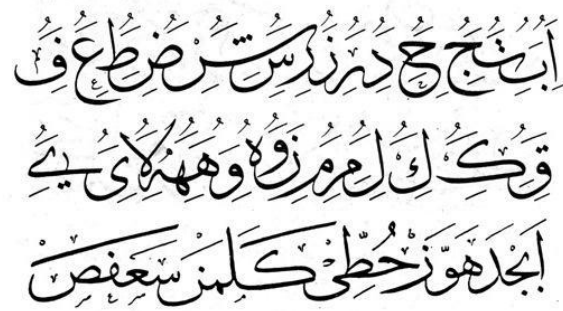 ا ب ت ج ح د ر ز ر س ش ر ض ط ع ف
ق ك ك ل م ر م ز و ه و ه ه ه لا ى ي
ابجد هوز حطي كلمن سعفص